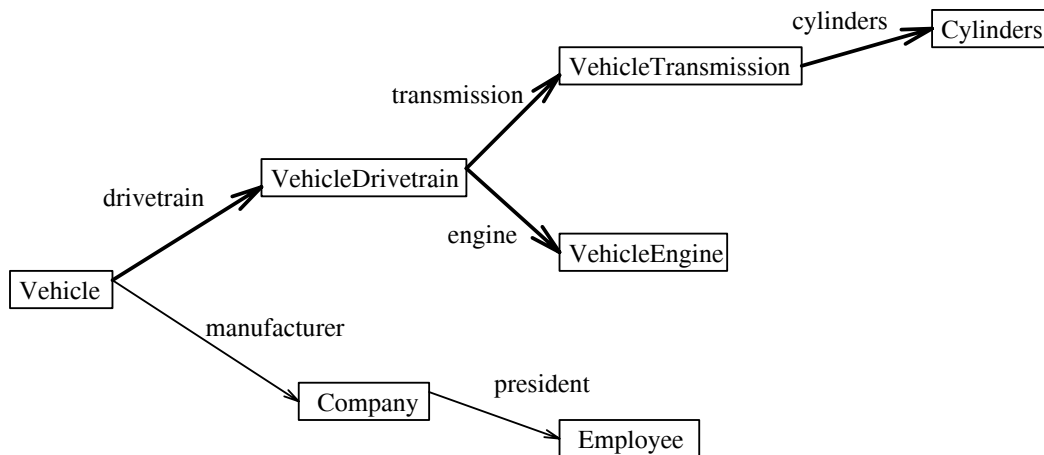 cylinders
Cylinders
VehicleTransmission
transmission
VehicleDrivetrain
drivetrain
engine
VehicleEngine
Vehicle
manufacturer
president
Company
Employee